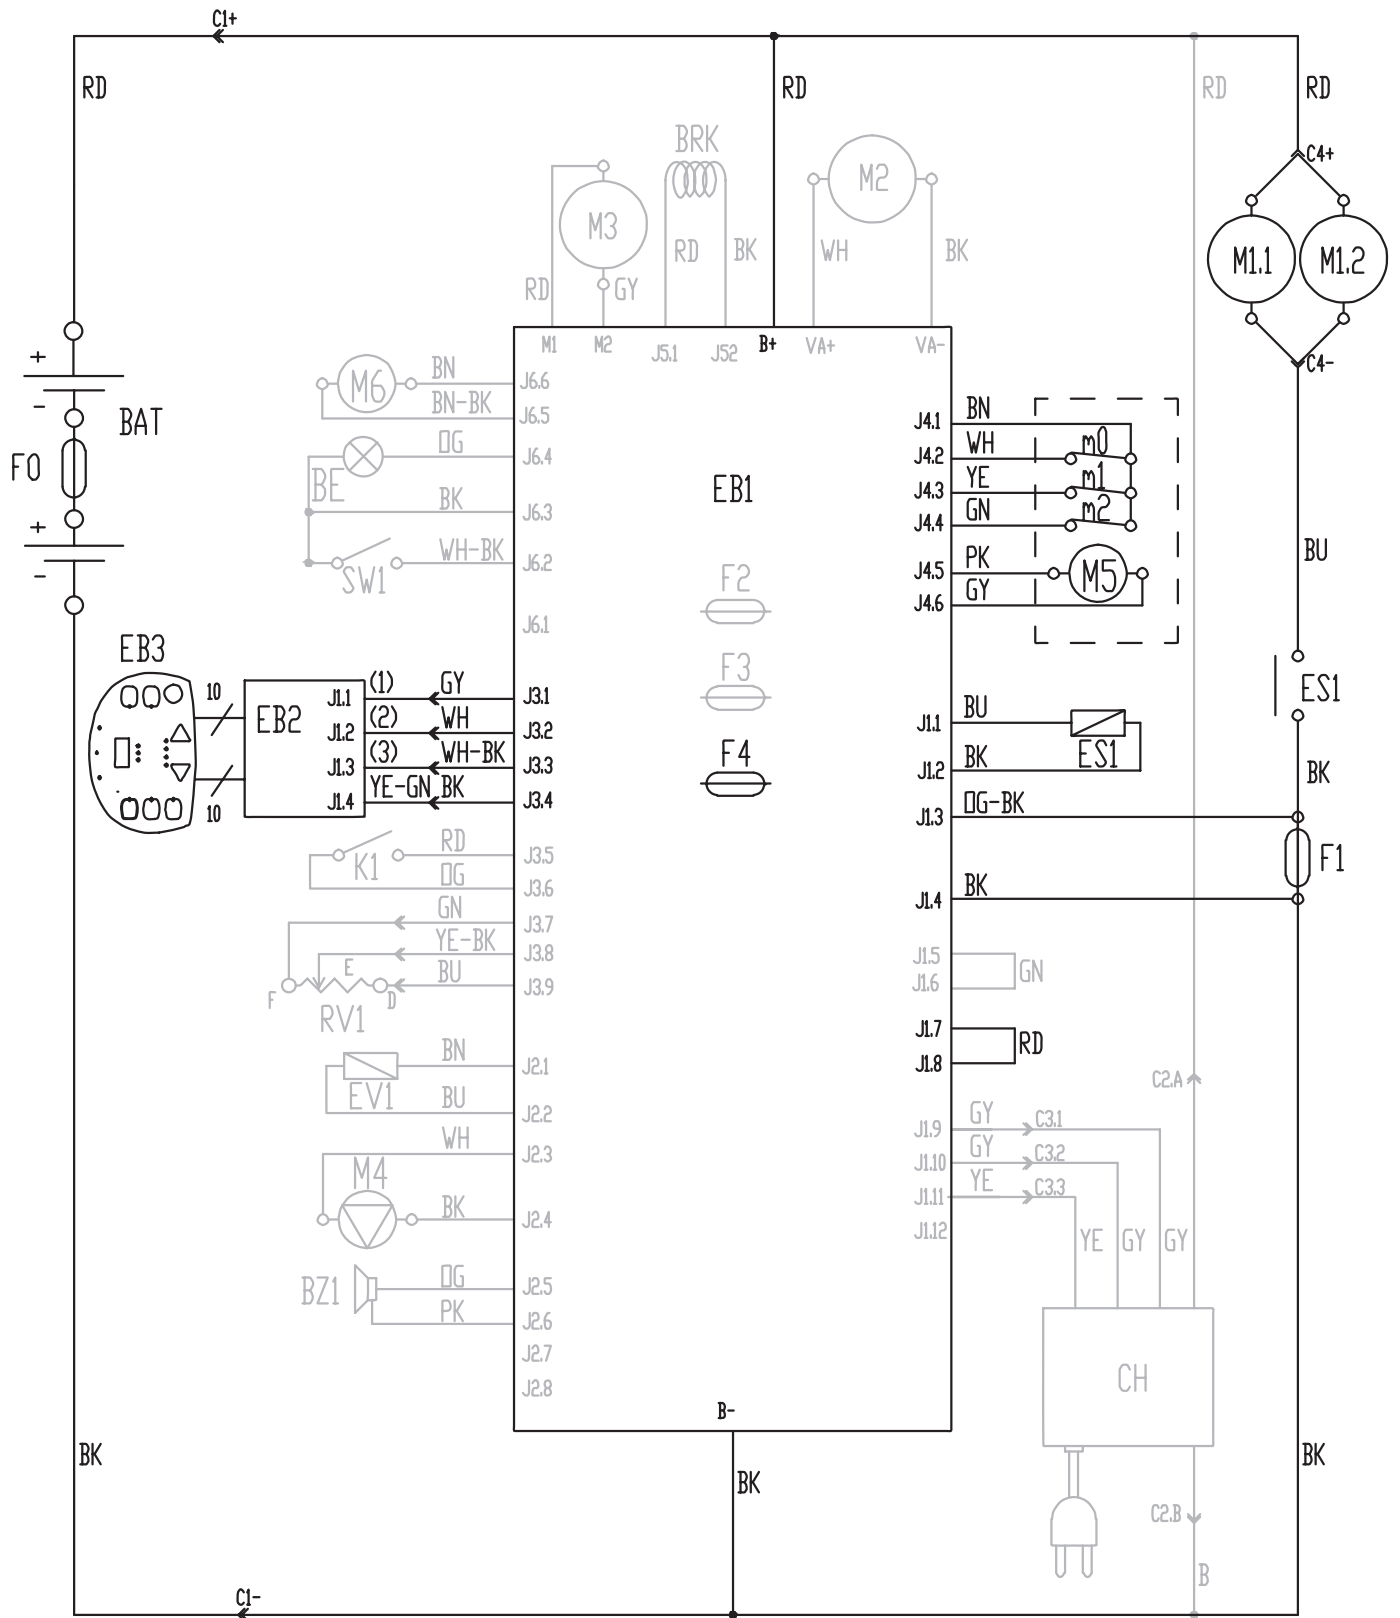 C1+
RD
RD
RD
RD
BRK
C4+
M2
M3
M1.1
M1.2
RD
BK
WH
BK
RD
GY
M1
M2
J5.1
J52
B+
VA+
VA-
C4-
+
-
BAT
F0
+
-
M6
BN
J6.6
BN-BK
J6.5
OG
J6.4
BE
BK
J6.3
WH-BK
J6.2
SW1
J6.1
EB1
J4.1
BN
J4.2
WH
m0
J4.3
YE
m1
J4.4
GN
m2
J4.5
PK
M5
J4.6
GY
BU
F2
F3
F4
EB3
10
10
EB2
J1.1
(1)
GY
J3.1
J1.2
(2)
WH
J3.2
J1.3
(3)
WH-BK
J3.3
J1.4
YE-GN
BK
J3.4
J1.1
BU
ES1
J1.2
BK
ES1
BK
J1.3
OG-BK
F1
J1.4
BK
K1
RD
J3.5
OG
J3.6
GN
J3.7
YE-BK
J3.8
E
BU
J3.9
F
D
RV1
J1.5
J1.6
GN
J1.7
J1.8
RD
BN
J2.1
EV1
BU
J2.2
WH
J2.3
M4
BK
J2.4
BZ1
OG
J2.5
PK
J2.6
J2.7
J2.8
C2.A
J1.9
GY
C3.1
J1.10
GY
C3.2
J1.11
YE
C3.3
J1.12
YE
GY
GY
CH
B-
BK
BK
BK
C2.B
B
C1-